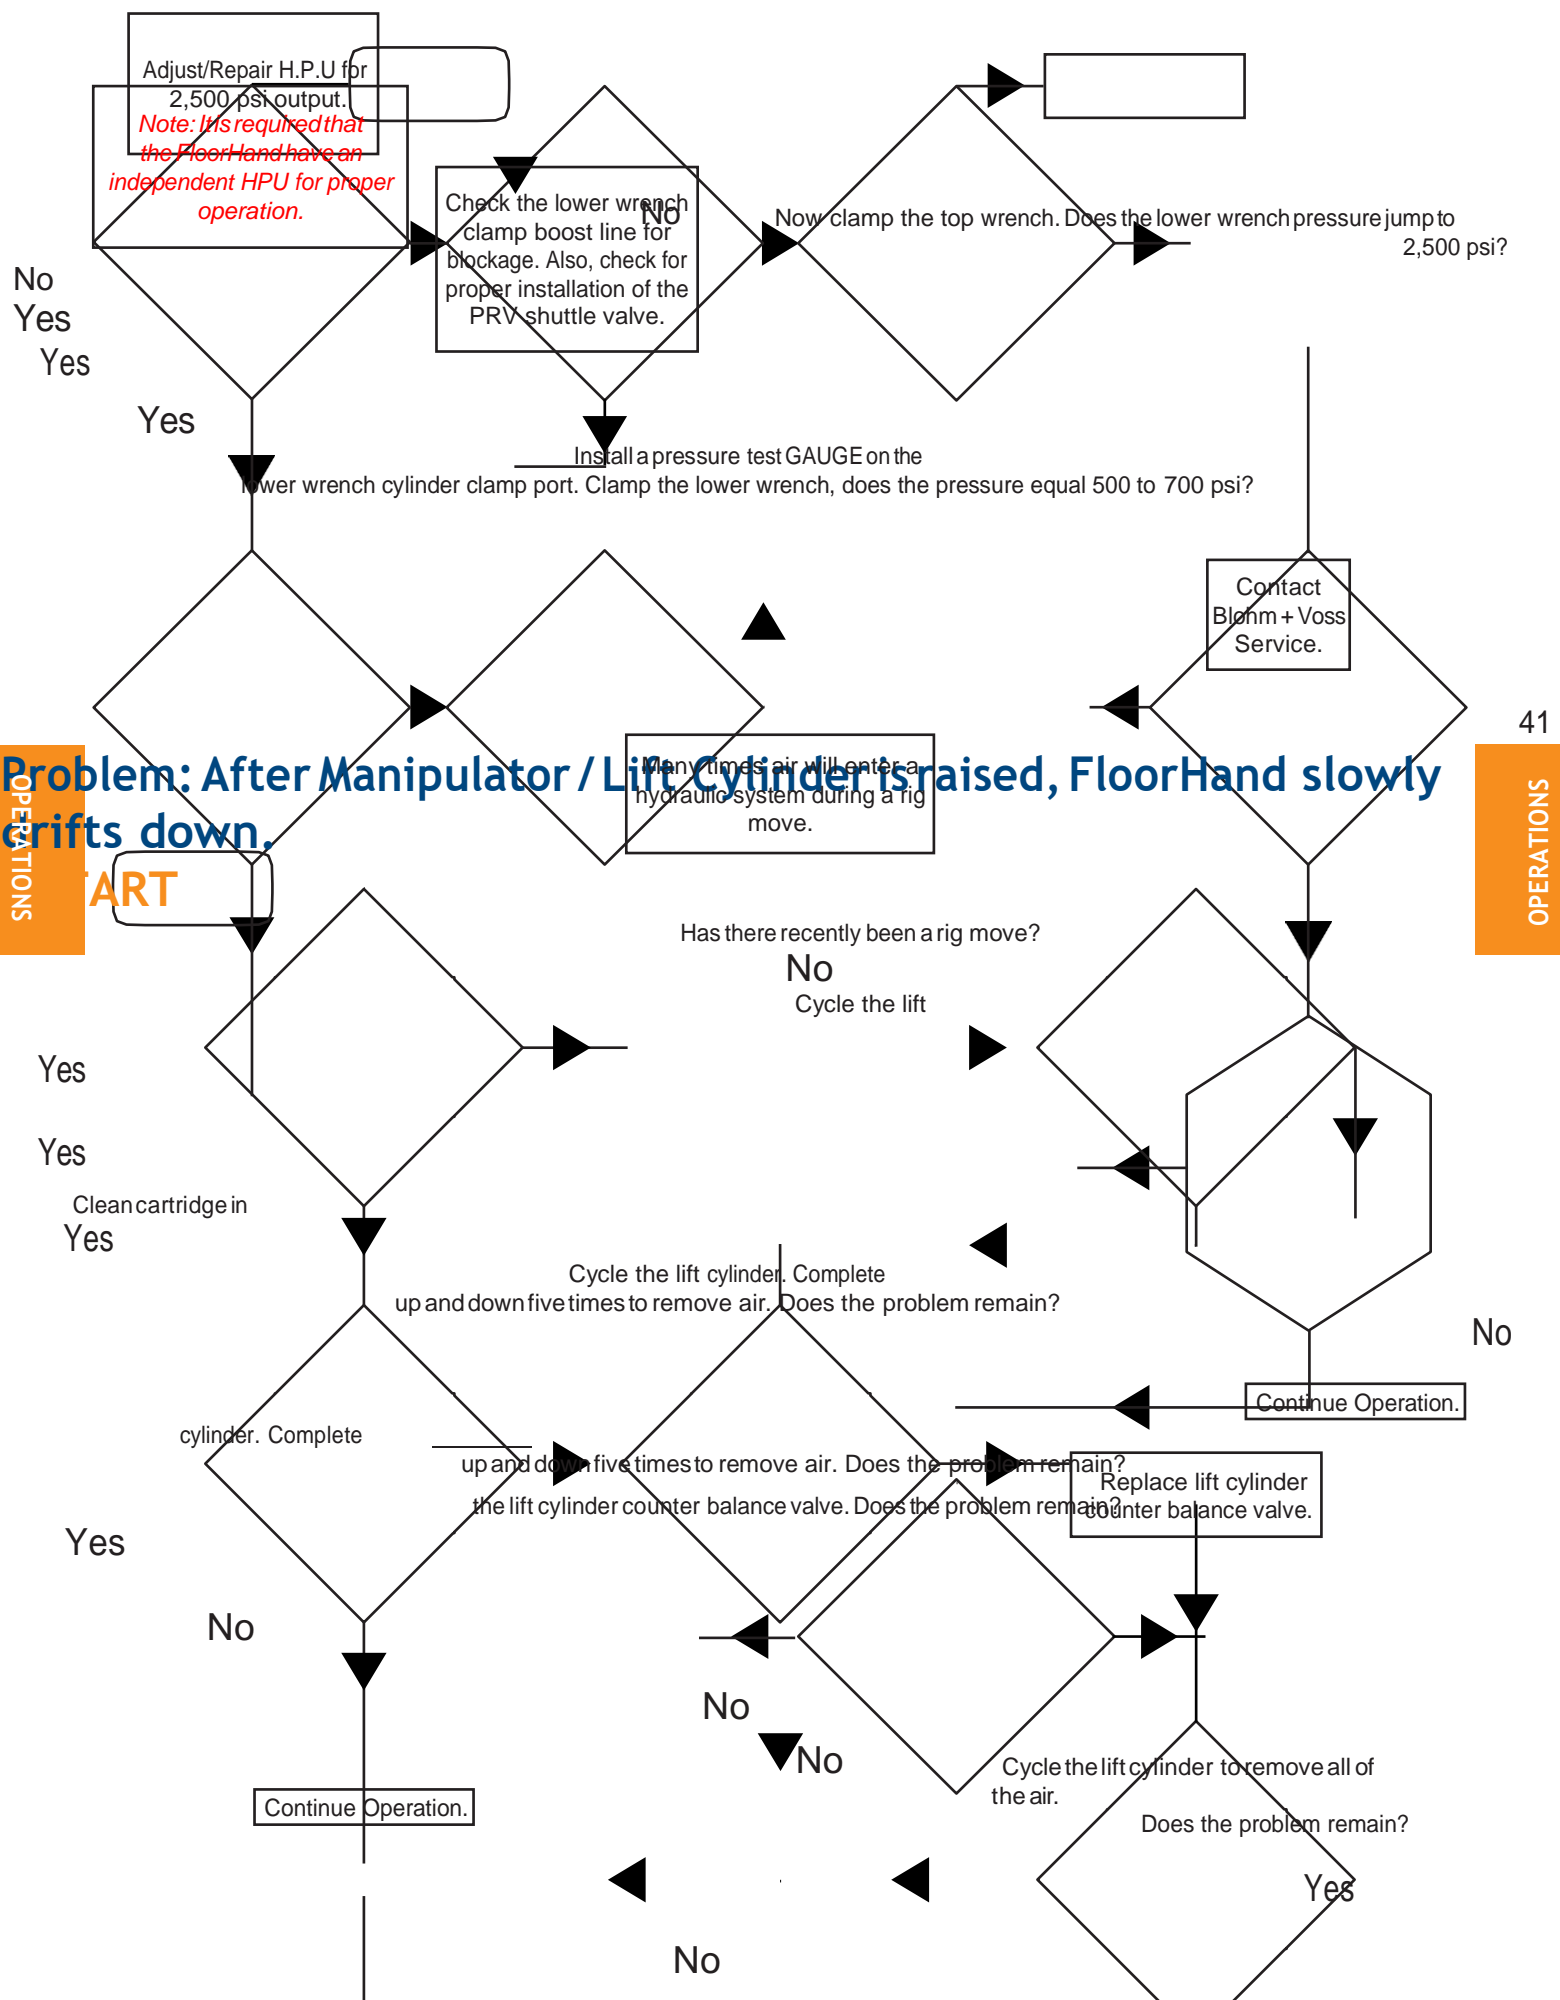 Adjust/Repair H.P.U for
2,500 psi output.
Note: It is required that
the FloorHand have an
independent HPU for proper
operation.
Check the lower wrench
clamp boost line for
blockage. Also, check for
proper installation of the
PRV shuttle valve.
No
Now clamp the top wrench. Does the lower wrench pressure jump to
2,500 psi?
No
Yes
Yes
Yes
Install a pressure test GAUGE on the
lower wrench cylinder clamp port. Clamp the lower wrench, does the pressure equal 500 to 700 psi?
Contact
Blohm + Voss
Service.
41
Many times air will enter a
hydraulic system during a rig
move.
Problem: After Manipulator / Lift Cylinder is raised, FloorHand slowly
drifts down.
OPERATIONS
OPERATIONS
TART
Has there recently been a rig move?
No
Cycle the lift
Yes
Yes
Clean cartridge in
Yes
Cycle the lift cylinder. Complete
up and down five times to remove air. Does the problem remain?
No
Continue Operation.
cylinder. Complete
up and down five times to remove air. Does the problem remain?
Replace lift cylinder
counter balance valve.
the lift cylinder counter balance valve. Does the problem remain?
Yes
No
No
No
Cycle the lift cylinder to remove all of
the air.
Does the problem remain?
Continue Operation.
Yes
No